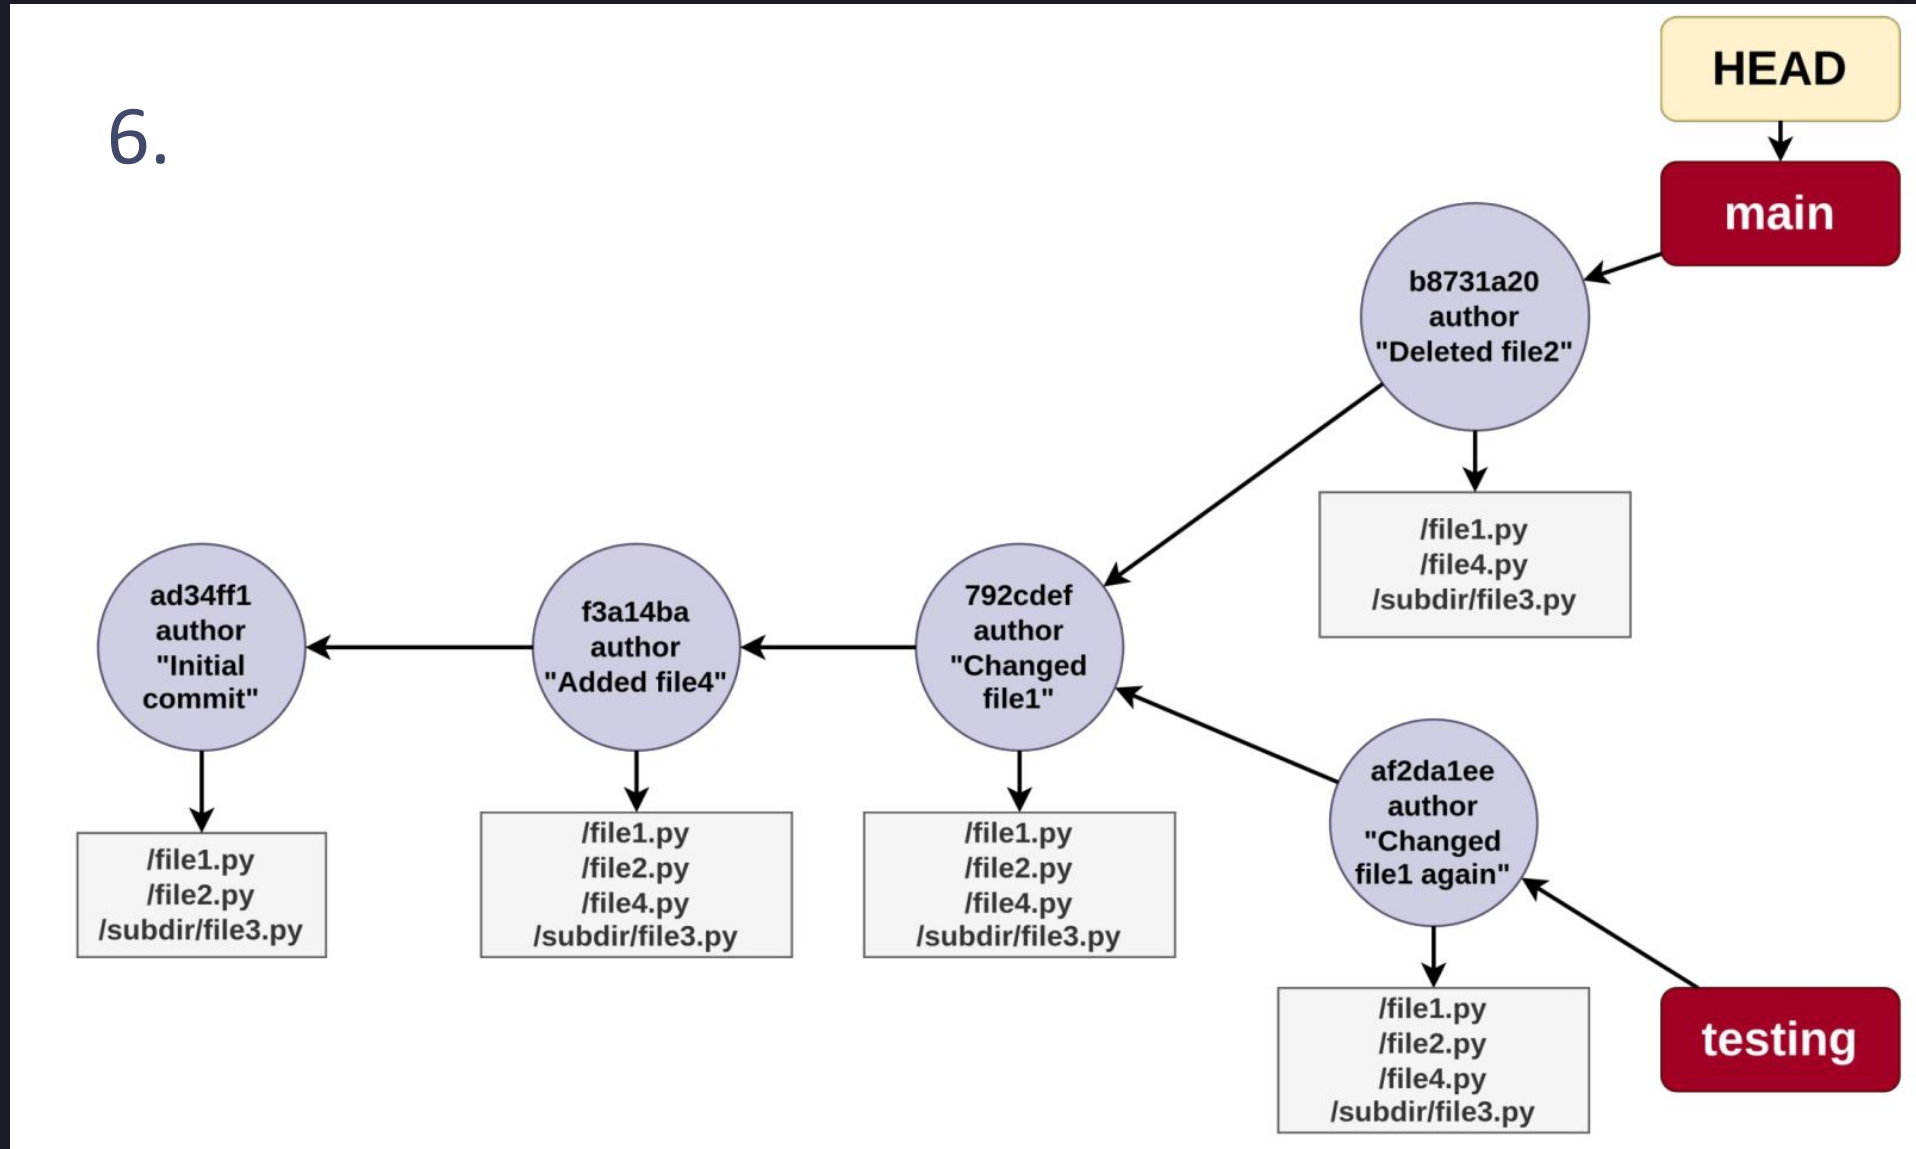 6.
HEAD
main
b8731a20
author
"Deleted file2"
/file1.py
/file4.py
/subdir/file3.py
ad34ff1
author
"Initial
commit"
/file1.py
/file2.py
/subdir/file3.py
f3a14ba
author
"Added file4"
/file1.py
/file2.py
/file4.py
/subdir/file3.py
792cdef
author
"Changed
file1"
/file1.py
/file2.py
/file4.py
/subdir/file3.py
af2da1ee
author
"Changed
file1 again"
/file1.py
/file2.py
/file4.py
/subdir/file3.py
testing